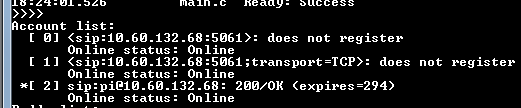 18:24:01.526 main.c Ready: Success
>>>>
Account list:
[ 0] <sip:10.60.132.68:5061>: does not register
Online status: Online
[ 1] <sip:10.60.132.68:5061;transport=TCP>: does not register
Online status: Online
*[ 2] sip:pi@10.60.132.68: 200/OK (expires=294)
Online status: Online